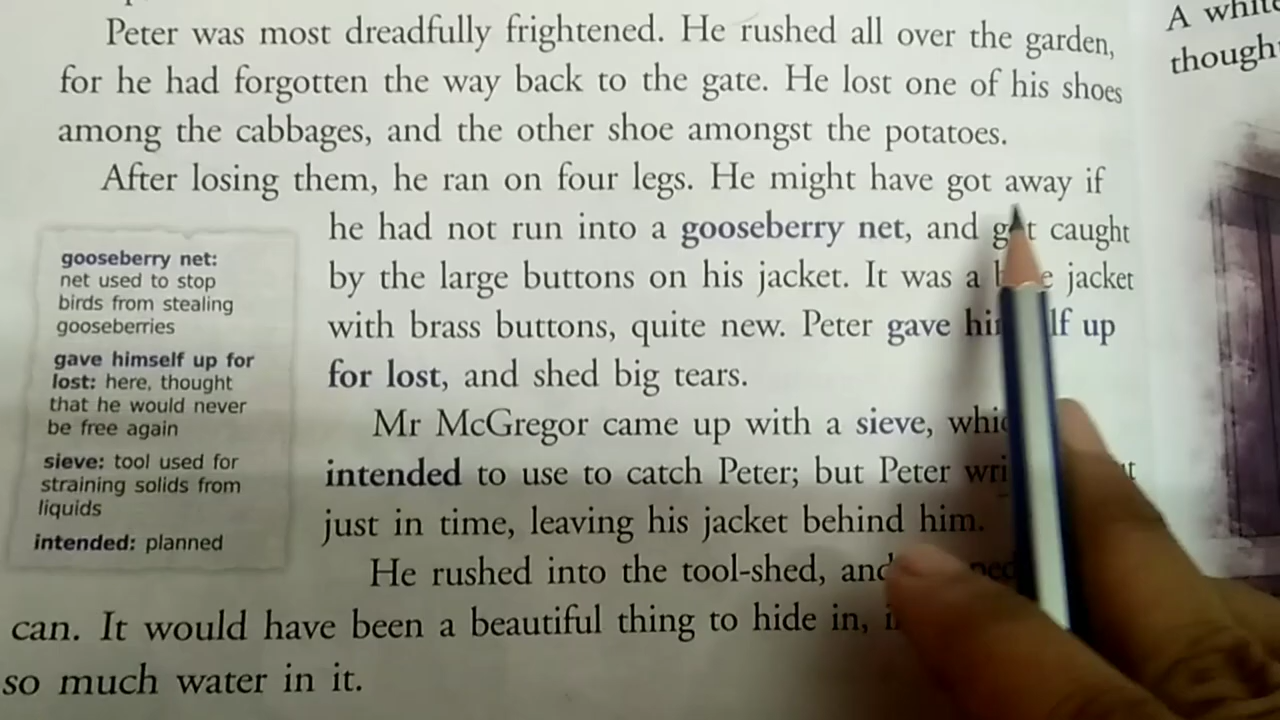 Peter was most dreadfully frightened. He rushed all over the garden,
for he had forgotten the way back to the gate. He lost one of his shoes
among the cabbages, and the other shoe amongst the potatoes.
After losing them, he ran on four legs. He might have got away if
he had not run into a gooseberry net, and got caught
by the large buttons on his jacket. It was a jacket
with brass buttons, quite new. Peter gave himself up
for lost, and shed big tears.
Mr McGregor came up with a sieve,
intended to use to catch Peter; but Peter
just in time, leaving his jacket behind him.
He rushed into the tool-shed, and
can. It would have been a beautiful thing to hide in,
so much water in it.
gooseberry net:
net used to stop
birds from stealing
gooseberries
gave himself up for
lost: here, thought
that he would never
be free again
sieve: tool used for
straining solids from
liquids
intended: planned
A white